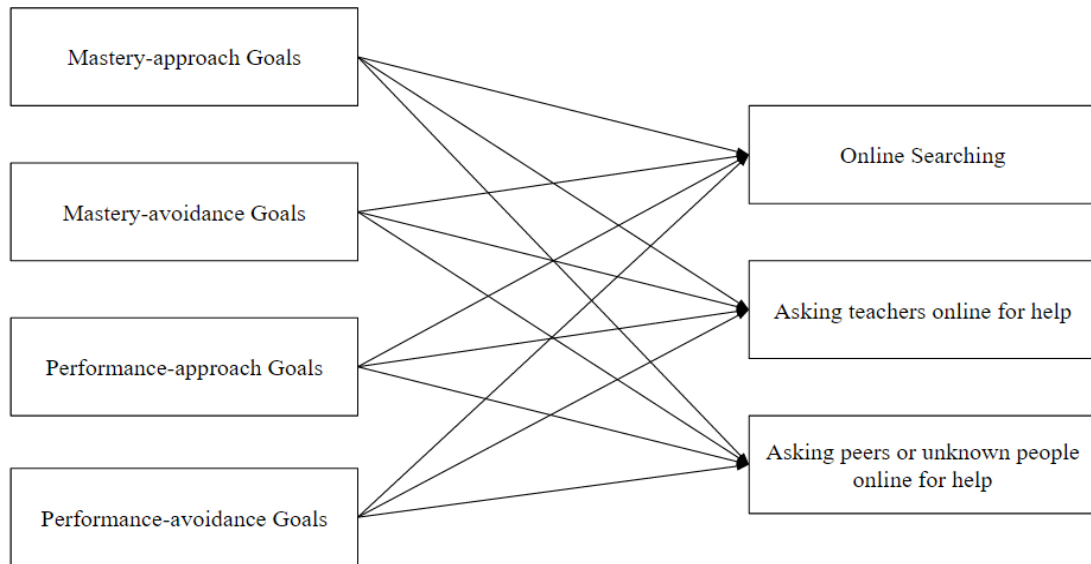 Mastery-approach Goals
Mastery-avoidance Goals
Performance-approach Goals
Performance-avoidance Goals
Online Searching
Asking teachers online for help
Asking peers or unknown people
online for help